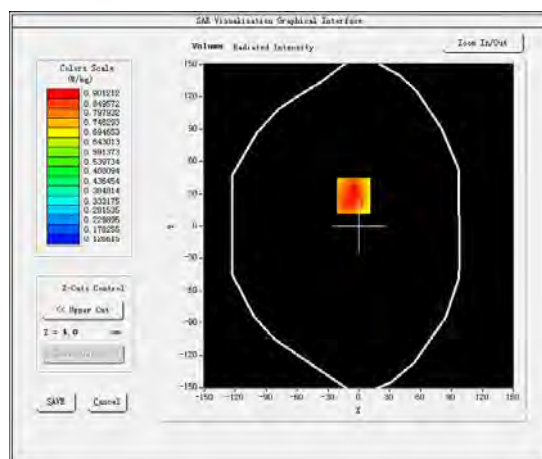 SAR Visualisation Graphical Interface
Volume Radiated Intensity
Zoom In/Out
Colors Scale
(W/kg)
0.901212
0.849572
0.797932
0.746293
0.694653
0.643013
0.591373
0.539734
0.488094
0.436454
0.384814
0.333175
0.281535
0.229895
0.178255
0.126615
150
120
90
60
30
0
-30
-60
-90
-120
-150
Y
-150 -120 -90 -60 -30 0 30 60 90 120 150
X
Z-Cuts Control
<< Upper Cut
Z = 4.0 mm
SAVE Cancel